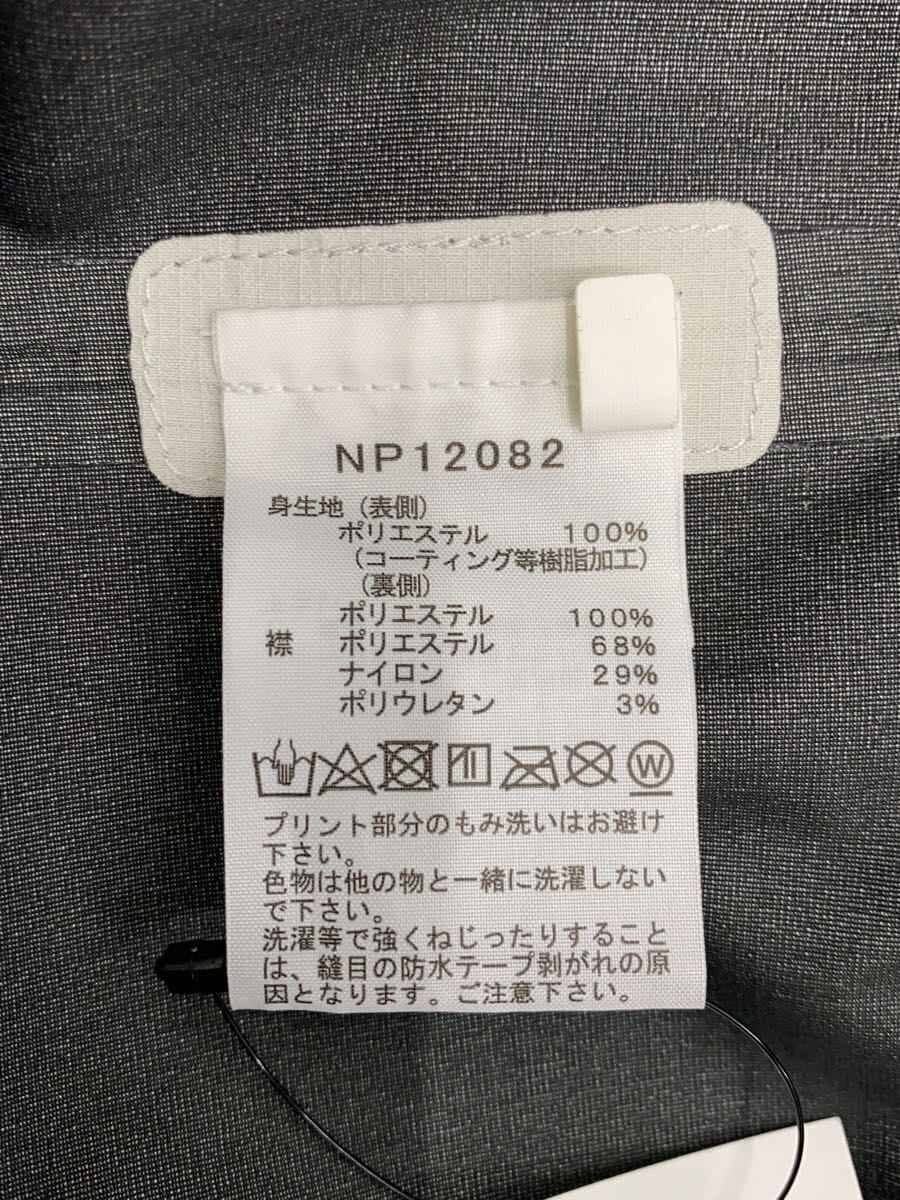 NP12082
身生地（表側）
ポリエステル 100%
（コーティング等樹脂加工）
（裏側）
ポリエステル 100%
襟 ポリエステル 68%
ナイロン 29%
ポリウレタン 3%
W
プリント部分のもみ洗いはお避け
下さい。
色物は他の物と一緒に洗濯しない
で下さい。
洗濯等で強くねじったりすること
は、縫目の防水テープ剥がれの原
因となります。ご注意下さい。